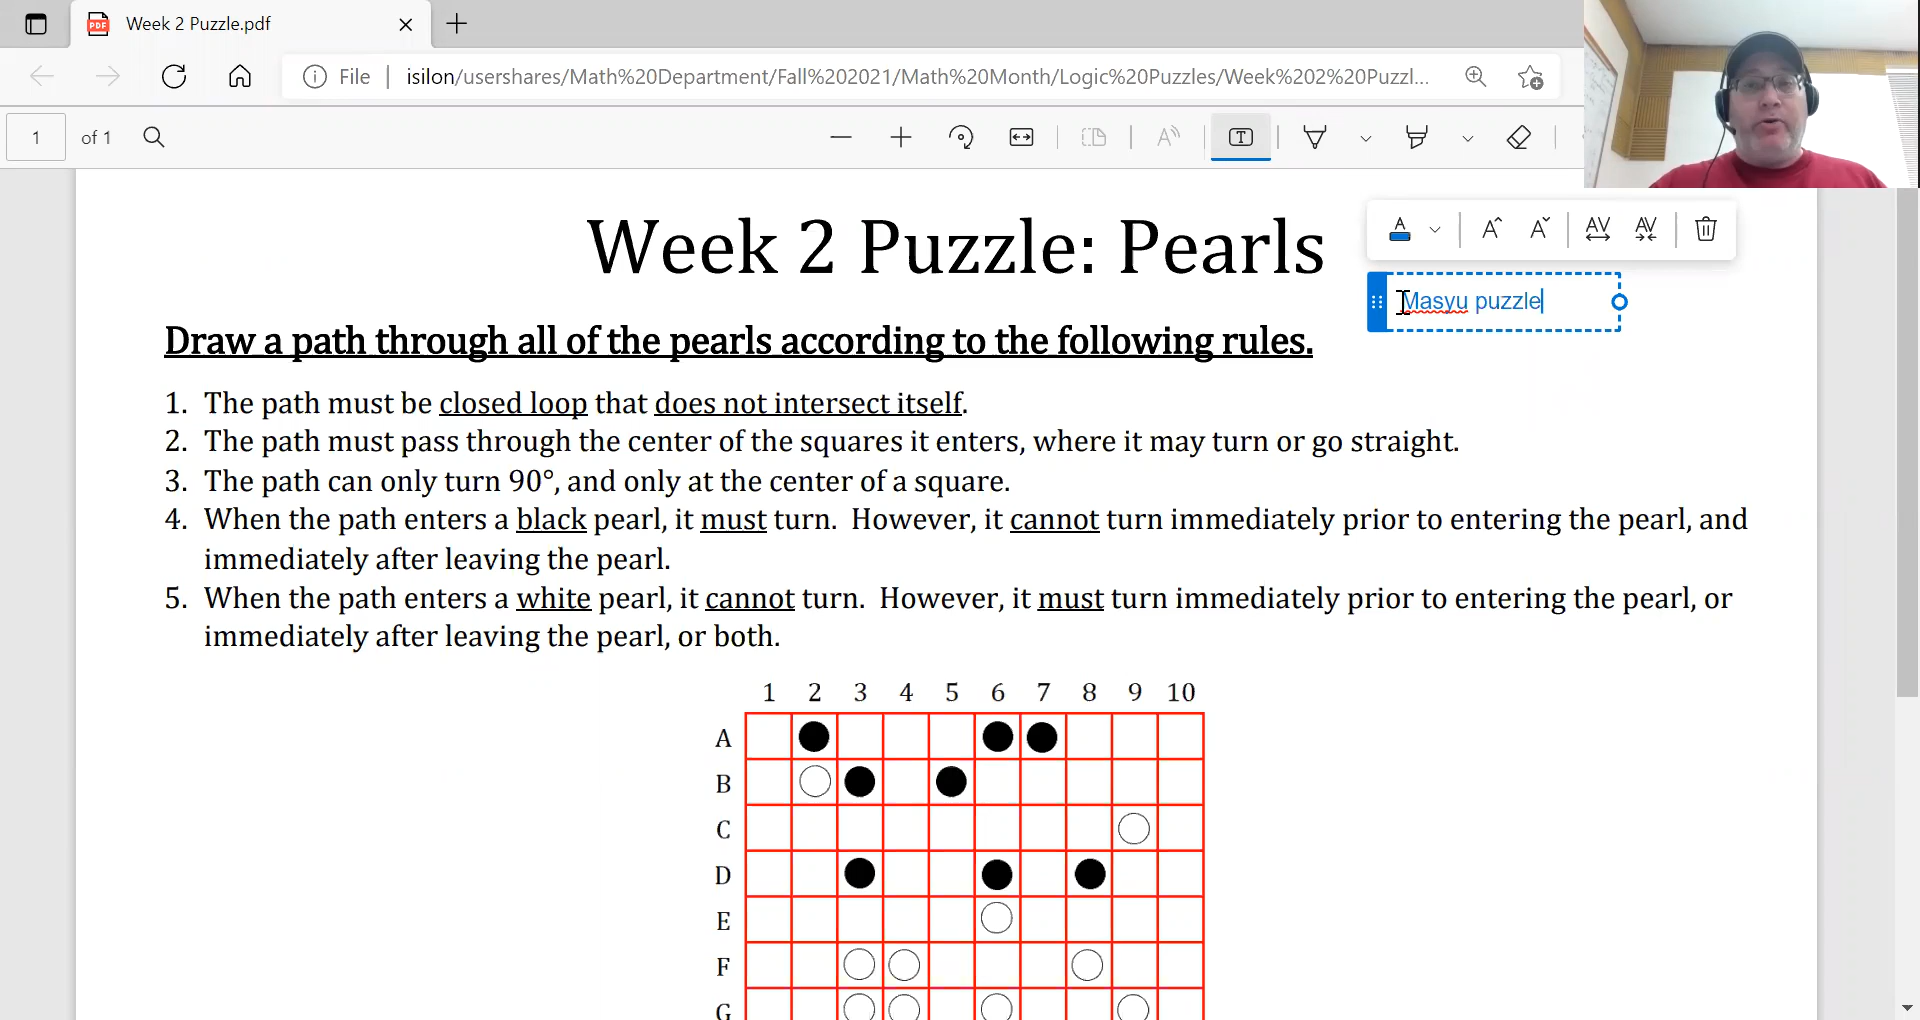 Week 2 Puzzle.pdf
File isilon/usershares/Math%20Department/Fall%202021/Math%20Month/Logic%20Puzzles/Week%202%20Puzzl...
1 of 1
Week 2 Puzzle: Pearls
Masyu puzzle
Draw a path through all of the pearls according to the following rules.
1. The path must be closed loop that does not intersect itself.
2. The path must pass through the center of the squares it enters, where it may turn or go straight.
3. The path can only turn 90°, and only at the center of a square.
4. When the path enters a black pearl, it must turn. However, it cannot turn immediately prior to entering the pearl, and
immediately after leaving the pearl.
5. When the path enters a white pearl, it cannot turn. However, it must turn immediately prior to entering the pearl, or
immediately after leaving the pearl, or both.
1 2 3 4 5 6 7 8 9 10
A
B
C
D
E
F
G